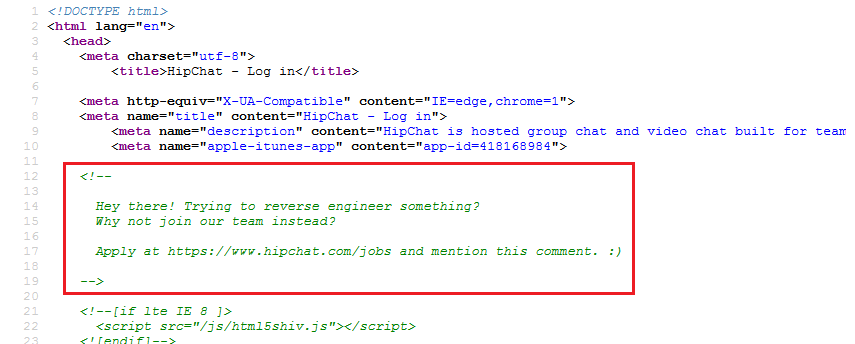 1 <!DOCTYPE html>
2 <html lang="en">
3 <head>
4 <meta charset="utf-8">
5 <title>HipChat - Log in</title>
6
7 <meta http-equiv="X-UA-Compatible" content="IE=edge,chrome=1">
8 <meta name="title" content="HipChat - Log in">
9 <meta name="description" content="HipChat is hosted group chat and video chat built for team
10 <meta name="apple-itunes-app" content="app-id=418168984">
11
12 <!--
13
14 Hey there! Trying to reverse engineer something?
15 Why not join our team instead?
16
17 Apply at https://www.hipchat.com/jobs and mention this comment. :)
18
19 -->
20
21 <!--[if lte IE 8 ]>
22 <script src="/js/html5shiv.js"></script>
23 <![endif]-->